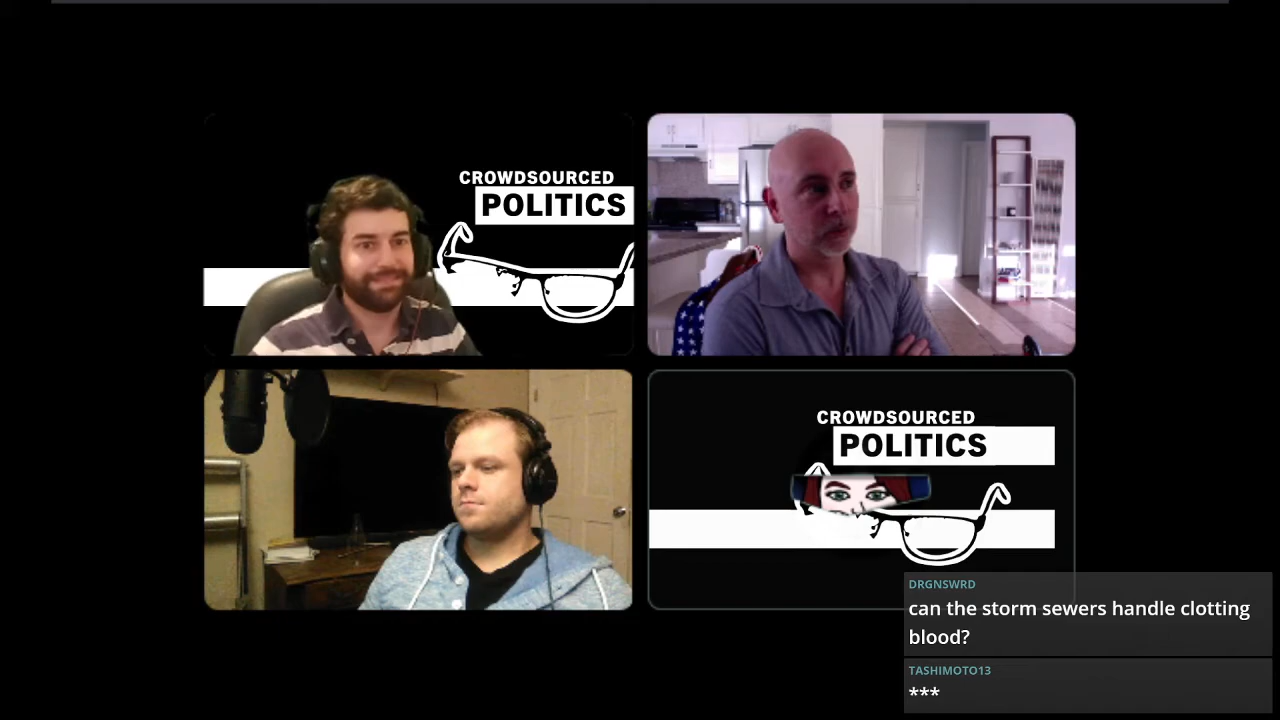 CROWDSOURCED
POLITICS
CROWDSOURCED
POLITICS
DRGNSWRD
can the storm sewers handle clotting
blood?
TASHIMOTO13
***